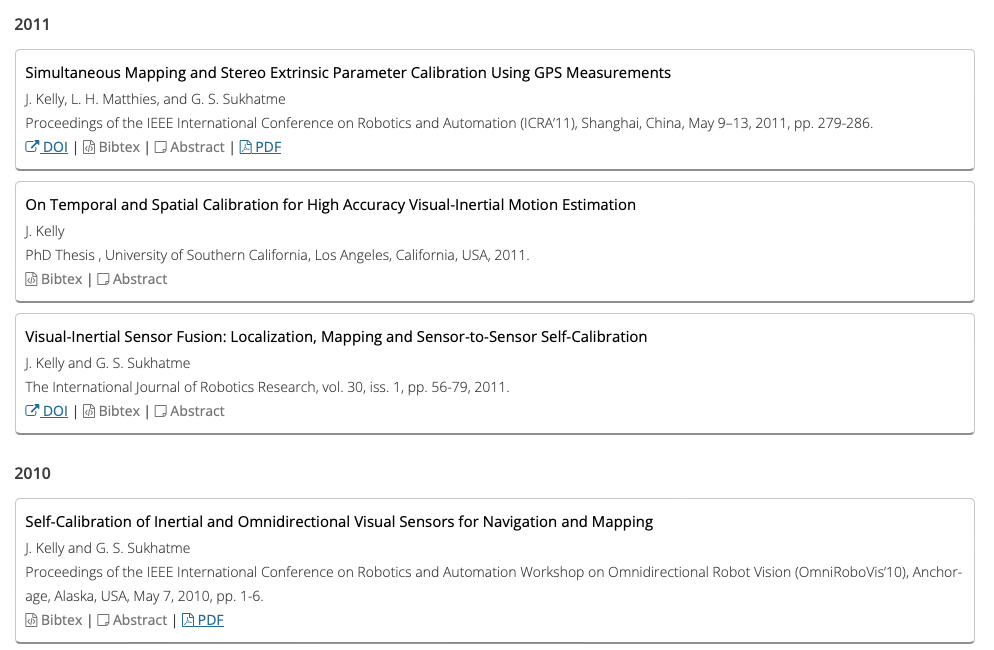 2011
Simultaneous Mapping and Stereo Extrinsic Parameter Calibration Using GPS Measurements
J. Kelly, L. H. Matthies, and G. S. Sukhatme
Proceedings of the IEEE International Conference on Robotics and Automation (ICRA'11), Shanghai, China, May 9–13, 2011, pp. 279-286.
DOI | Bibtex | Abstract | PDF
On Temporal and Spatial Calibration for High Accuracy Visual-Inertial Motion Estimation
J. Kelly
PhD Thesis , University of Southern California, Los Angeles, California, USA, 2011.
Bibtex | Abstract
Visual-Inertial Sensor Fusion: Localization, Mapping and Sensor-to-Sensor Self-Calibration
J. Kelly and G. S. Sukhatme
The International Journal of Robotics Research, vol. 30, iss. 1, pp. 56-79, 2011.
DOI | Bibtex | Abstract
2010
Self-Calibration of Inertial and Omnidirectional Visual Sensors for Navigation and Mapping
J. Kelly and G. S. Sukhatme
Proceedings of the IEEE International Conference on Robotics and Automation Workshop on Omnidirectional Robot Vision (OmniRoboVis'10), Anchor-
age, Alaska, USA, May 7, 2010, pp. 1-6.
Bibtex | Abstract | PDF